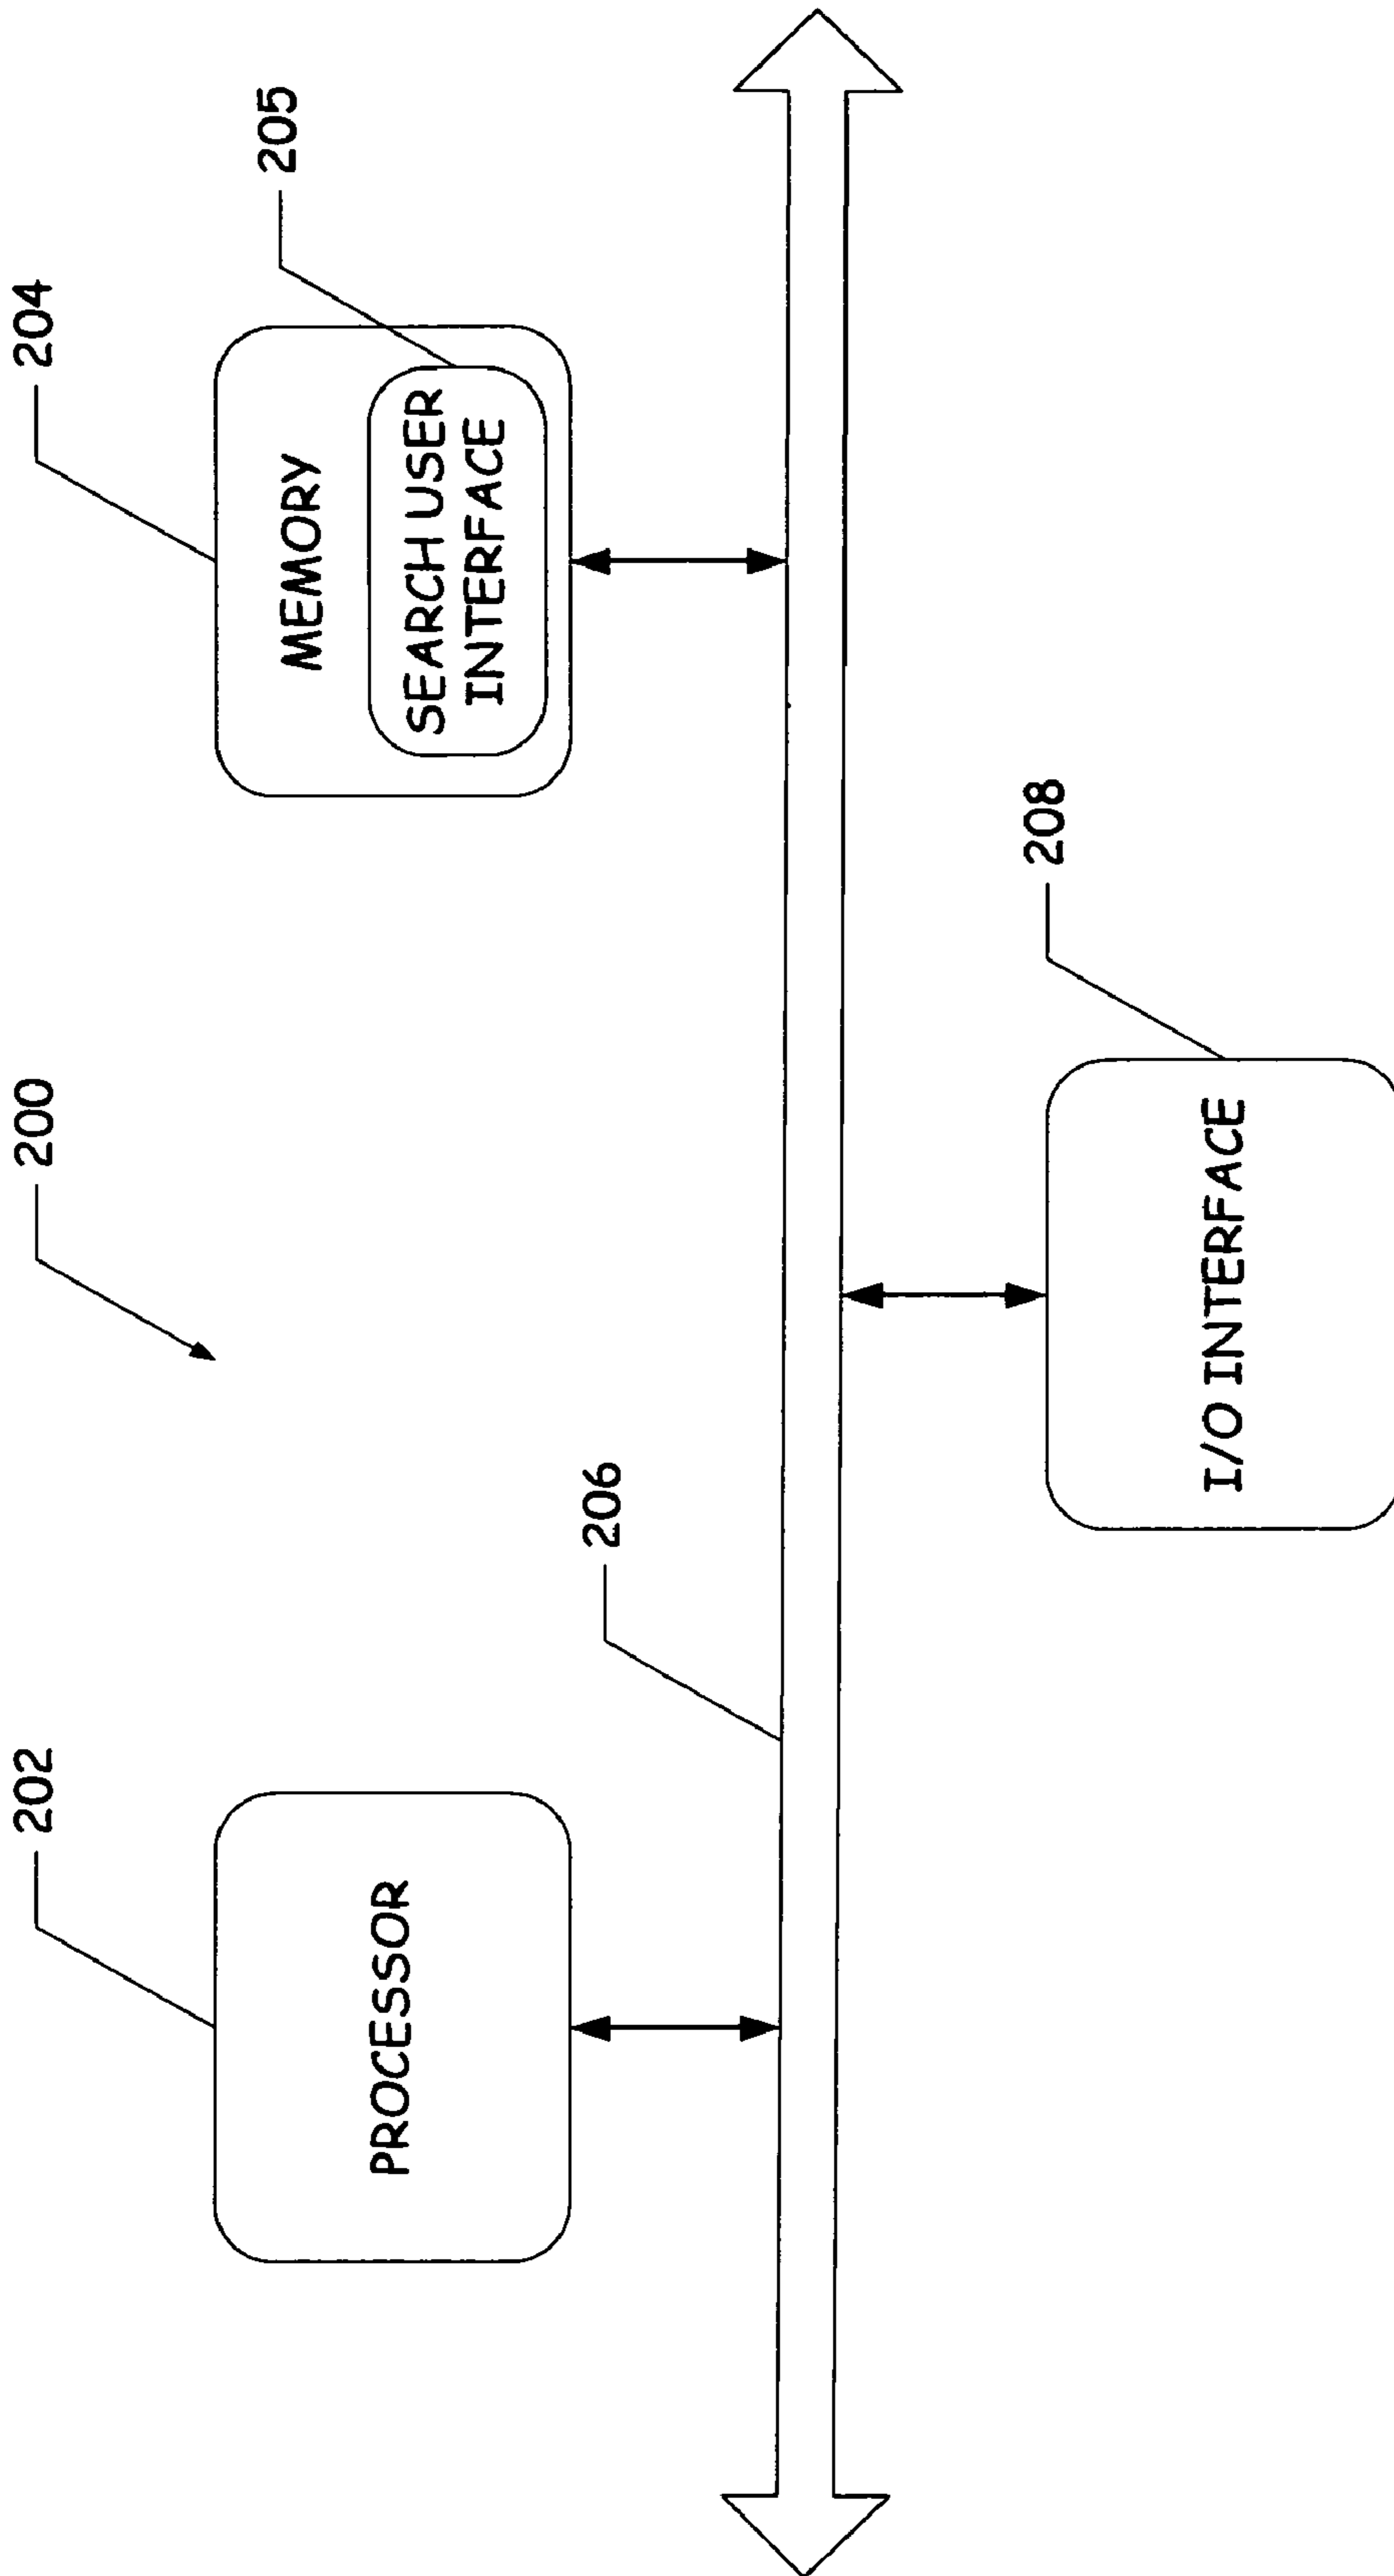 200
202
PROCESSOR
204
MEMORY
205
SEARCH USER
INTERFACE
206
208
I/O INTERFACE